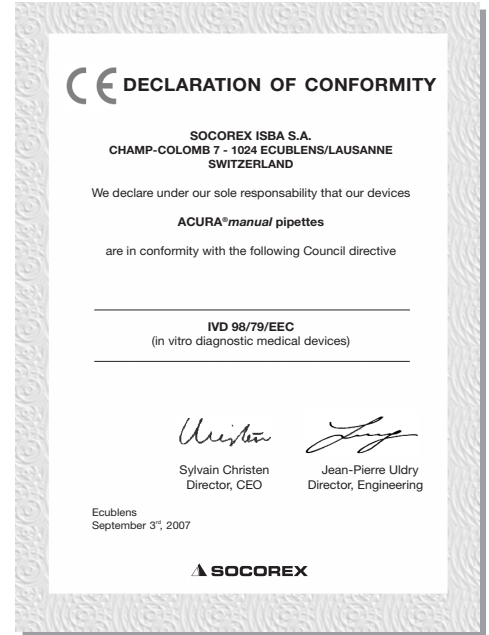 CE DECLARATION OF CONFORMITY
SOCOREX ISBA S.A.
CHAMP-COLOMB 7 - 1024 ECUBLENS/LAUSANNE
SWITZERLAND
We declare under our sole responsibility that our devices
ACURA®manual pipettes
are in conformity with the following Council directive
IVD 98/79/EEC
(in vitro diagnostic medical devices)
Christen
Sylvain Christen Jean-Pierre Uldry
Director, CEO Director, Engineering
Ecublens
September 3rd, 2007
SOCOREX